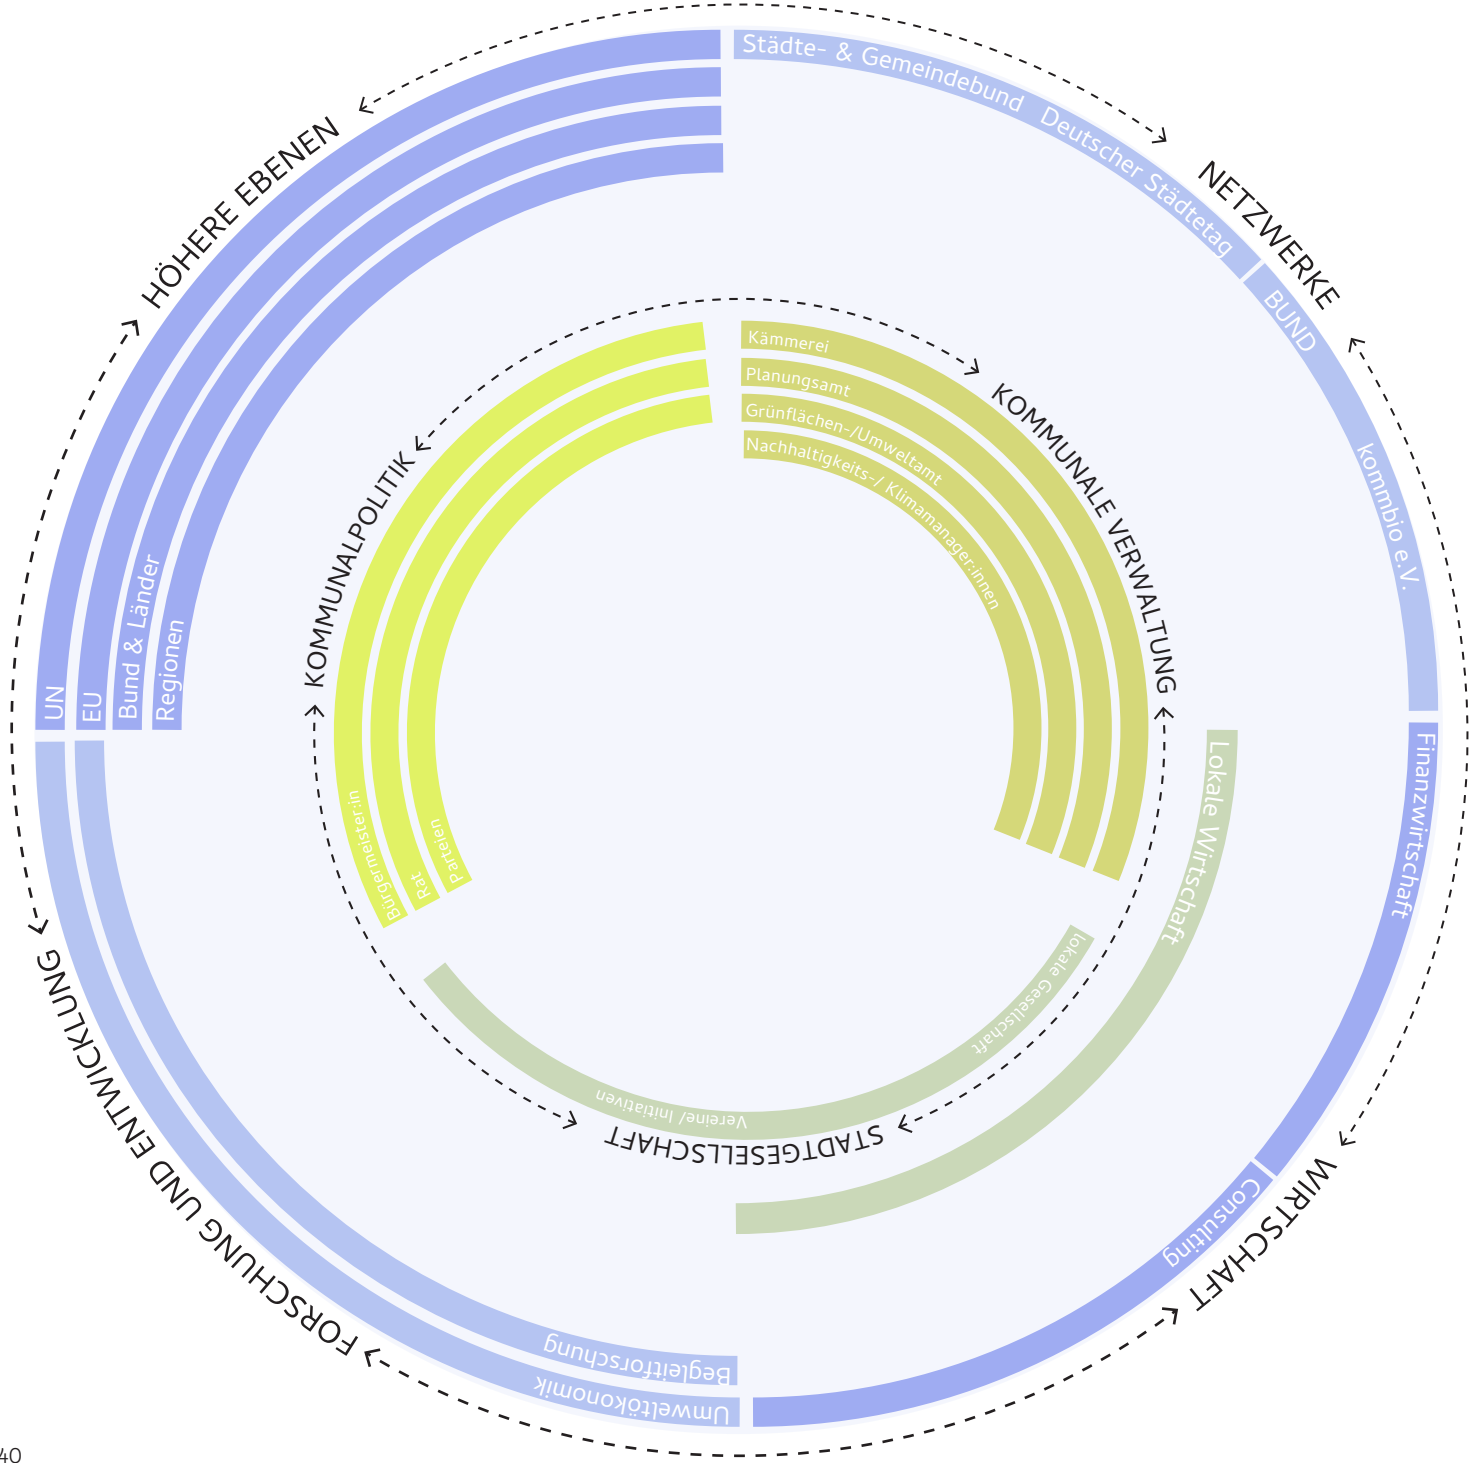 HÖHERE EBENEN
UN
EU
Bund & Länder
Regionen
NETZWERKE
Städte- & Gemeindebund
Deutscher Städtetag
BUND
kommbio e.V.
WIRTSCHAFT
Finanzwirtschaft
Consulting
Lokale Wirtschaft
FORSCHUNG UND ENTWICKLUNG
Umweltökonomik
Begleitforschung
KOMMUNALPOLITIK
Bürgermeister:in
Rat
Parteien
KOMMUNALE VERWALTUNG
Kämmerei
Planungsamt
Grünflächen-/Umweltamt
Nachhaltigkeits-/ Klimamanager:innen
STADTGESELLSCHAFT
lokale Gesellschaft
Vereine/ Initiativen
40